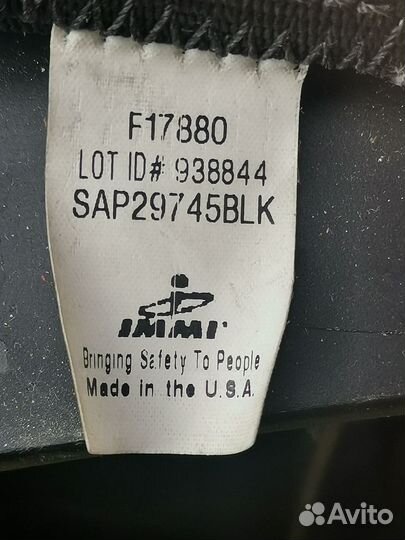 F17880
LOT ID# 938844
SAP29745BLK
IMMI
Bringing Safety To People
Made in the U.S.A.
Avito